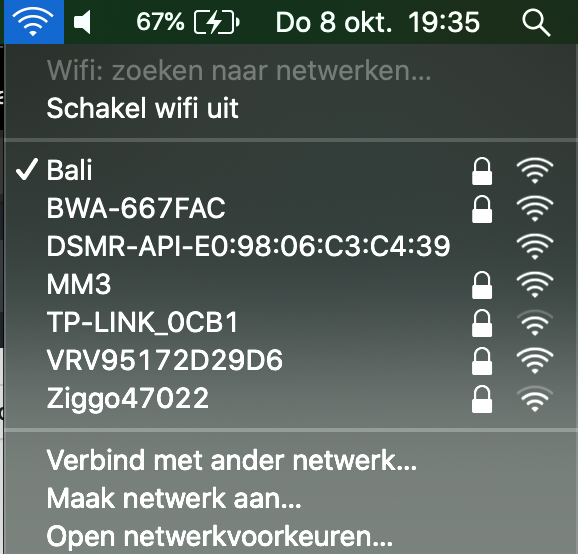 67% Do 8 okt. 19:35
Wifi: zoeken naar netwerken...
Schakel wifi uit
✓ Bali
BWA-667FAC
DSMR-API-E0:98:06:C3:C4:39
MM3
TP-LINK_0CB1
VRV95172D29D6
Ziggo47022
Verbind met ander netwerk...
Maak netwerk aan...
Open netwerkvoorkeuren...